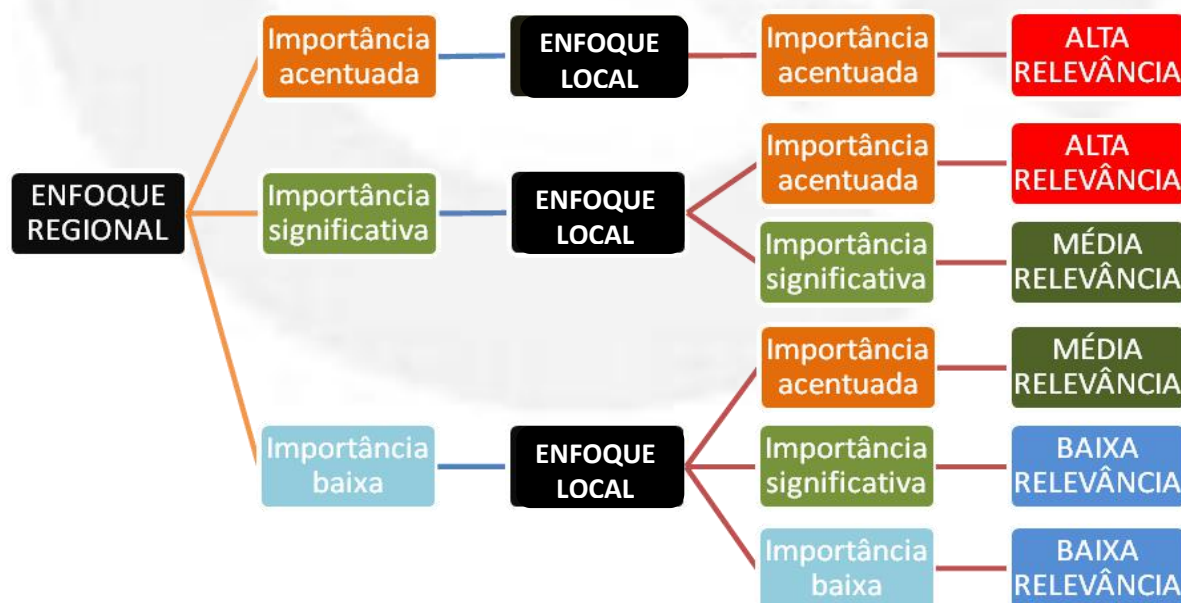 Importância
acentuada
ENFOQUE
LOCAL
Importância
acentuada
ALTA
RELEVÂNCIA
Importância
acentuada
ALTA
RELEVÂNCIA
ENFOQUE
REGIONAL
Importância
significativa
ENFOQUE
LOCAL
Importância
significativa
MÉDIA
RELEVÂNCIA
Importância
acentuada
MÉDIA
RELEVÂNCIA
Importância
baixa
ENFOQUE
LOCAL
Importância
significativa
BAIXA
RELEVÂNCIA
Importância
baixa
BAIXA
RELEVÂNCIA